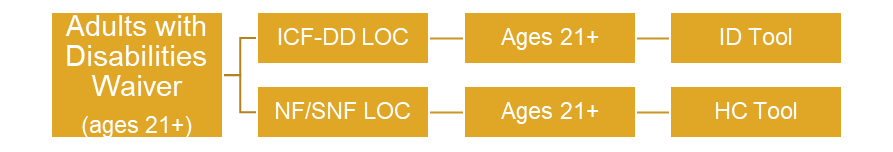 Adults with
Disabilities
Waiver
(ages 21+)
ICF-DD LOC
Ages 21+
ID Tool
NF/SNF LOC
Ages 21+
HC Tool